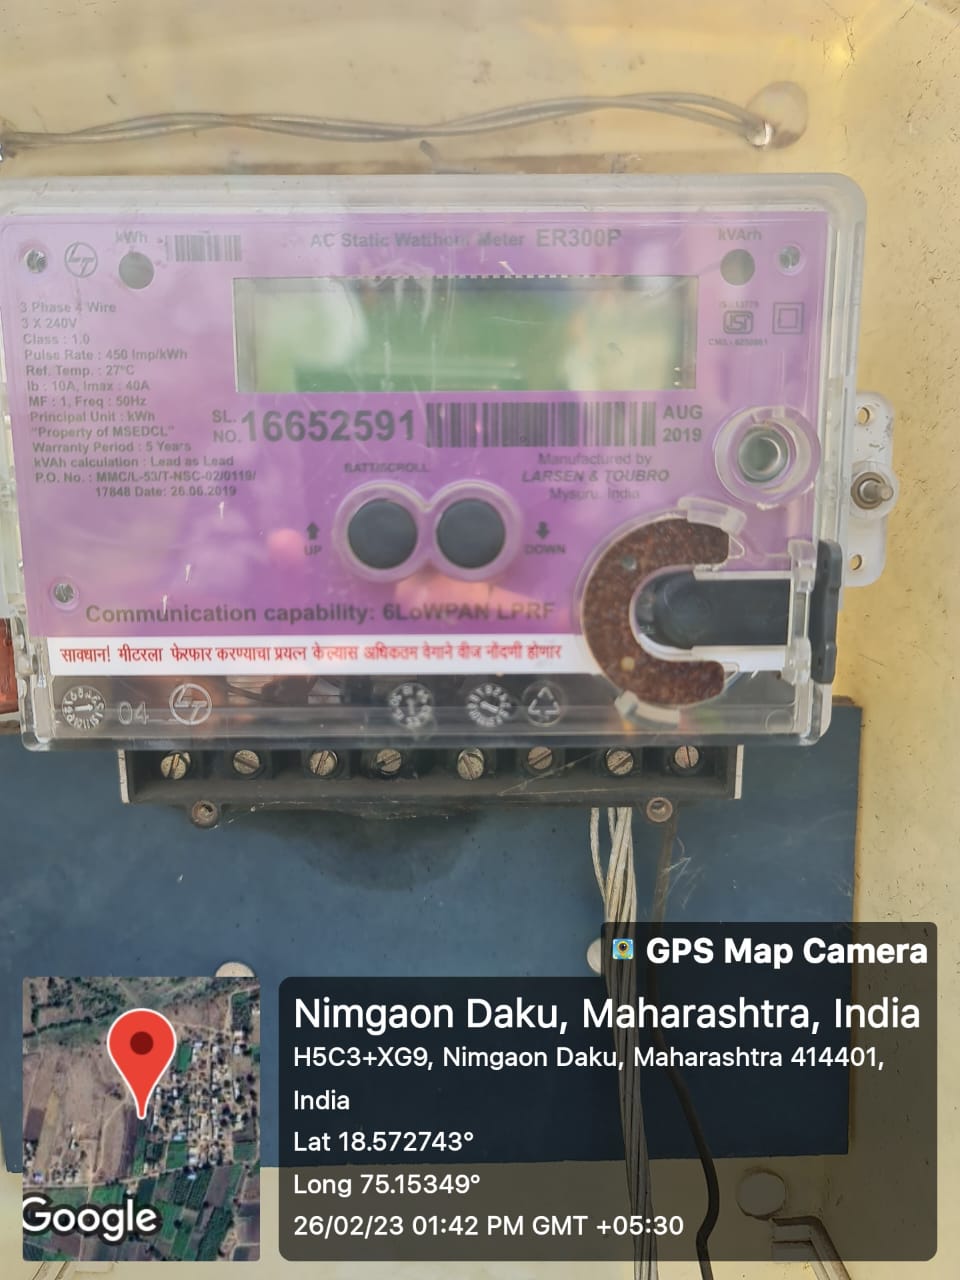 kWh
AC Static Watthour Meter ER300P
kVArh
3 Phase 4 Wire
3 X 240V
Class : 1.0
Pulse Rate : 450 Imp/kWh
Ref. Temp. : 27°C
Ib : 10A, Imax : 40A
MF : 1, Freq : 50Hz
Principal Unit : kWh
"Property of MSEDCL"
Warranty Period : 5 Years
kVAh calculation : Lead as Lead
P.O. No. : MMC/L-53/T-NSC-02/0119/
17848 Date: 26.06.2019
IS : 13779
SL. NO. 16652591
AUG 2019
BATT/SCROLL
Manufactured by
LARSEN & TOUBRO
Mysuru, India
UP
DOWN
Communication capability: 6LoWPAN LPRF
सावधान! मीटरला फेरफार करण्याचा प्रयत्न केल्यास अधिकतम वेगाने वीज नोंदणी होणार
04
GPS Map Camera
Nimgaon Daku, Maharashtra, India
H5C3+XG9, Nimgaon Daku, Maharashtra 414401,
India
Lat 18.572743°
Long 75.15349°
26/02/23 01:42 PM GMT +05:30
Google